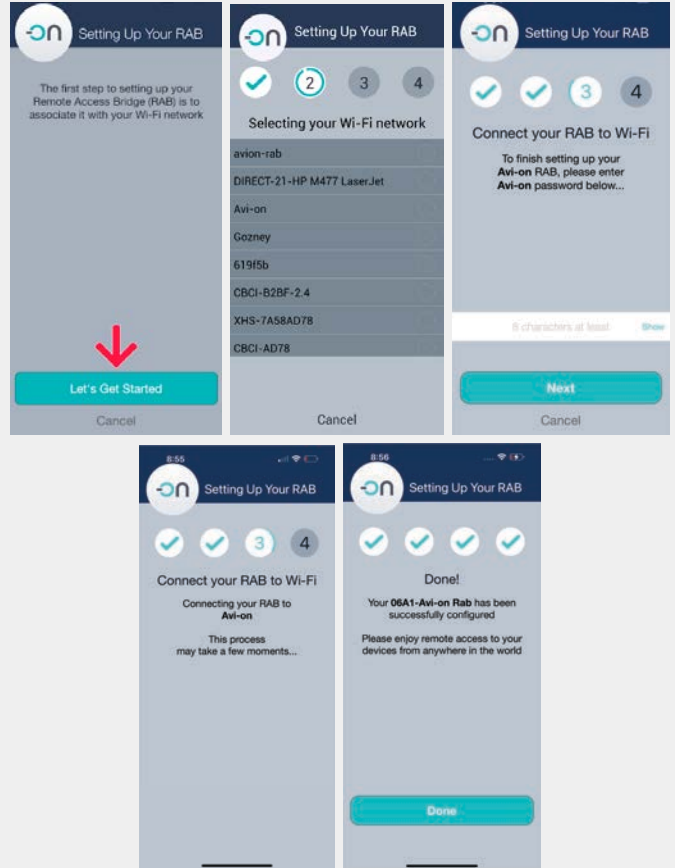 on Setting Up Your RAB
The first step to setting up your
Remote Access Bridge (RAB) is to
associate it with your Wi-Fi network
Let's Get Started
Cancel
on Setting Up Your RAB
2 3 4
Selecting your Wi-Fi network
avion-rab
DIRECT-21-HP M477 LaserJet
Avi-on
Gozney
619f5b
CBCI-B2BF-2.4
XHS-7A58AD78
CBCI-AD78
Cancel
on Setting Up Your RAB
3 4
Connect your RAB to Wi-Fi
To finish setting up your
Avi-on RAB, please enter
Avi-on password below...
8 characters at least Show
Next
Cancel
8:55
on Setting Up Your RAB
3 4
Connect your RAB to Wi-Fi
Connecting your RAB to
Avi-on
This process
may take a few moments...
8:56
on Setting Up Your RAB
Done!
Your 06A1-Avi-on Rab has been
successfully configured
Please enjoy remote access to your
devices from anywhere in the world
Done